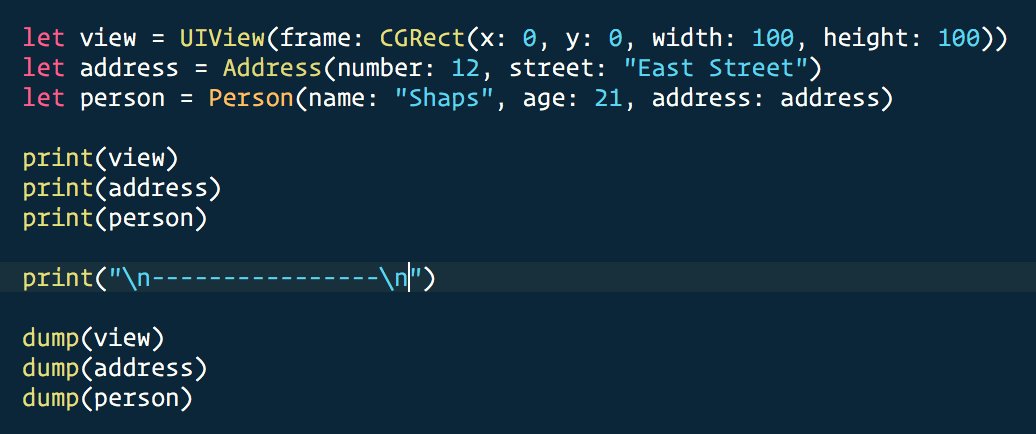 let view = UIView(frame: CGRect(x: 0, y: 0, width: 100, height: 100))
let address = Address(number: 12, street: "East Street")
let person = Person(name: "Shaps", age: 21, address: address)
print(view)
print(address)
print(person)
print("\n----------------\n")
dump(view)
dump(address)
dump(person)